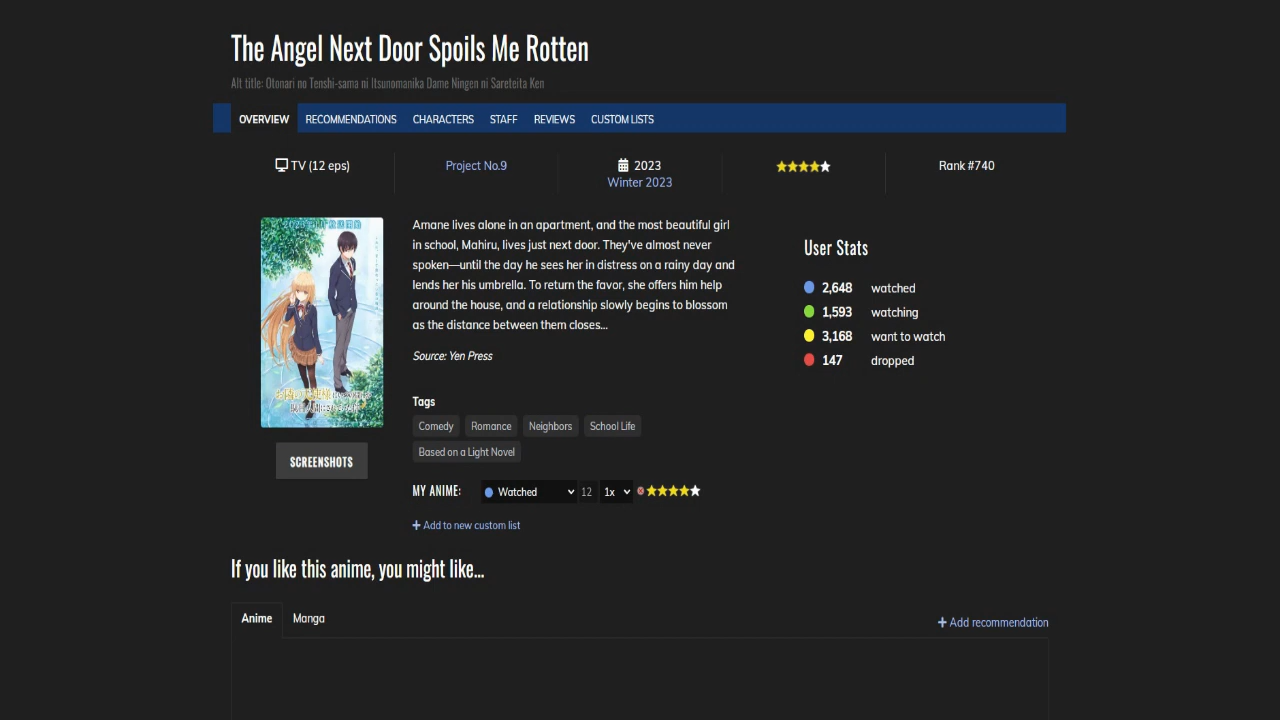 The Angel Next Door Spoils Me Rotten
Alt title: Otonari no Tenshi-sama ni Itsunomanika Dame Ningen ni Sareteita Ken
OVERVIEW RECOMMENDATIONS CHARACTERS STAFF REVIEWS CUSTOM LISTS
TV (12 eps)
Project No.9
2023
Winter 2023
Rank #740
Amane lives alone in an apartment, and the most beautiful girl
in school, Mahiru, lives just next door. They've almost never
spoken—until the day he sees her in distress on a rainy day and
lends her his umbrella. To return the favor, she offers him help
around the house, and a relationship slowly begins to blossom
as the distance between them closes...
Source: Yen Press
Tags
Comedy Romance Neighbors School Life
Based on a Light Novel
MY ANIME: Watched 12 1x
+ Add to new custom list
SCREENSHOTS
User Stats
2,648 watched
1,593 watching
3,168 want to watch
147 dropped
If you like this anime, you might like...
Anime Manga
+ Add recommendation